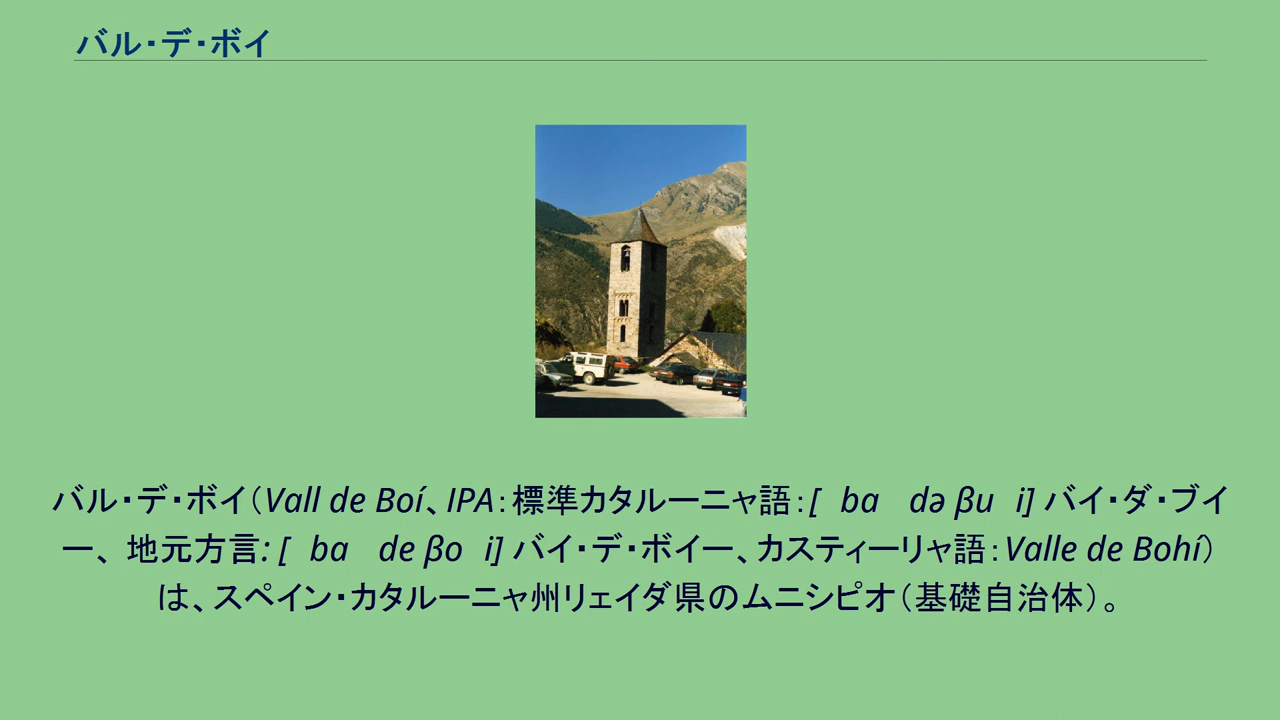 バル・デ・ボイ
バル・デ・ボイ（Vall de Boí、IPA：標準カタルーニャ語：[ ba də βu i] バイ・ダ・ブイ
ー、地元方言: [ ba de βo i] バイ・デ・ボイー、カスティーリャ語：Valle de Bohí）
は、スペイン・カタルーニャ州リェイダ県のムニシピオ（基礎自治体）。